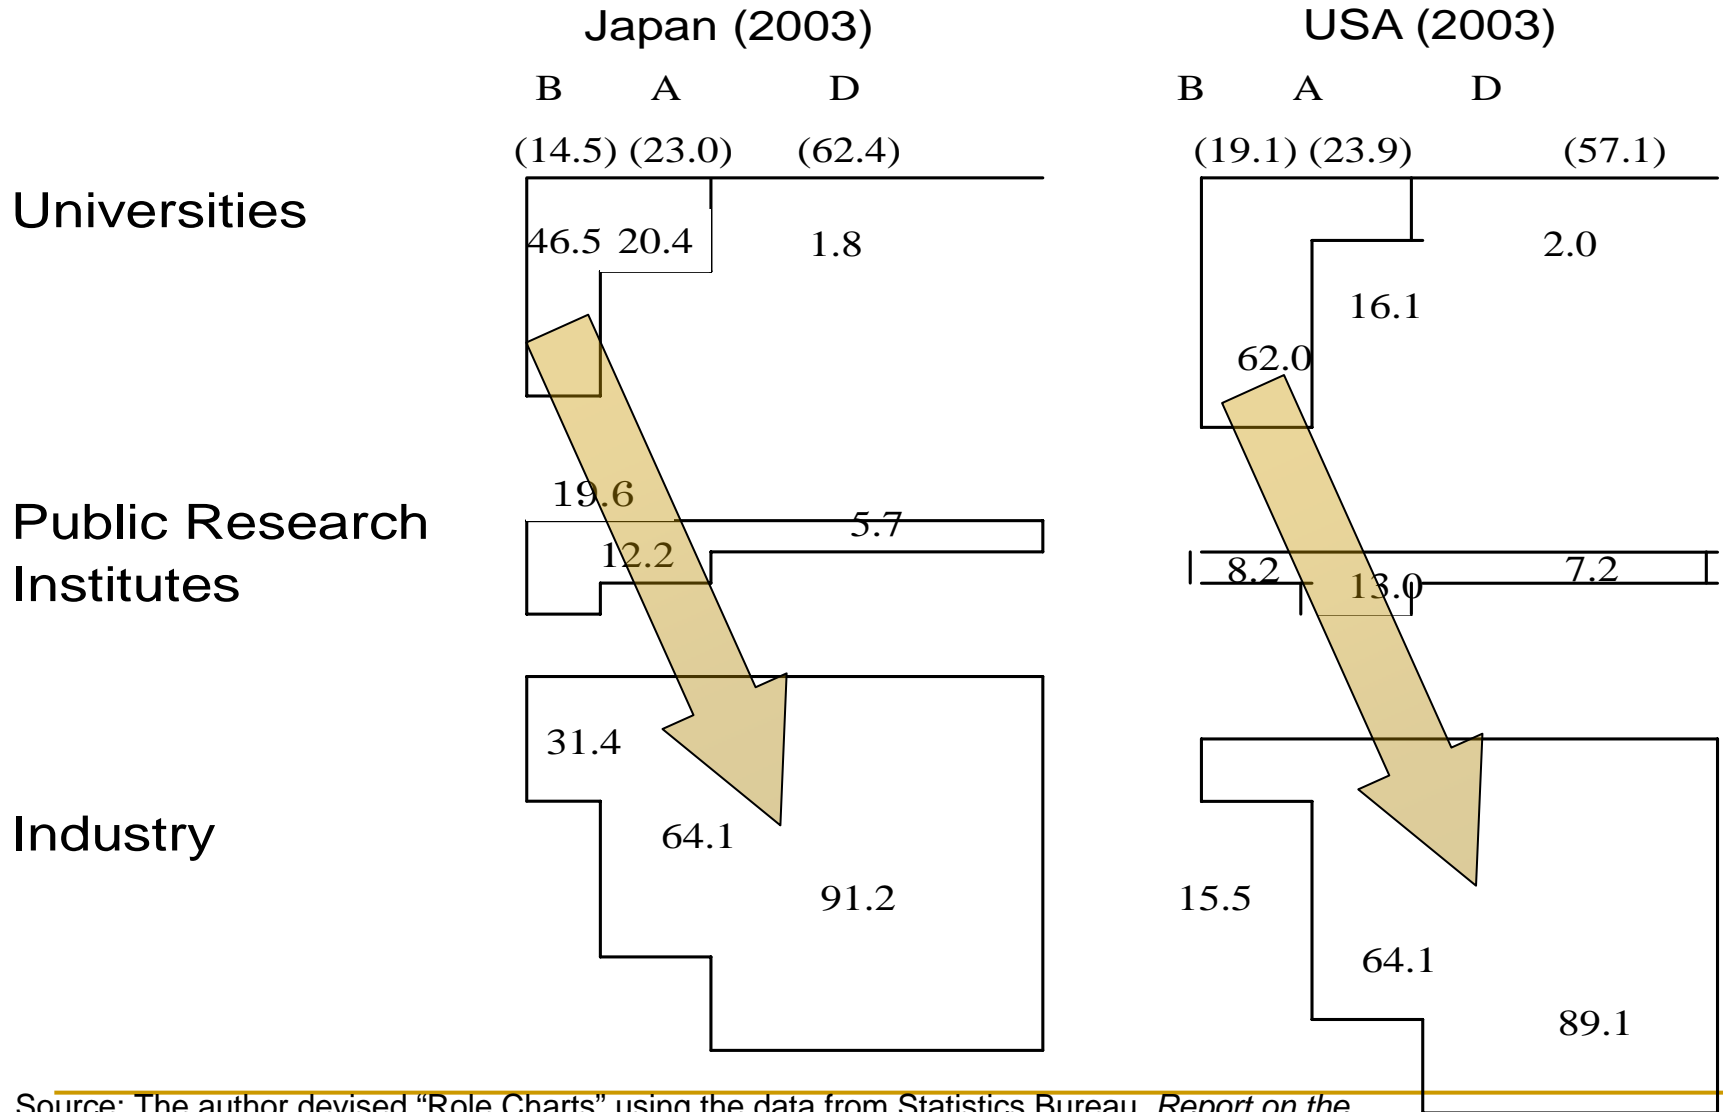 Japan (2003) USA (2003)
B A D B A D
(14.5) (23.0) (62.4) (19.1) (23.9) (57.1)
Universities
46.5 20.4 1.8 2.0
16.1
62.0
19.6
Public Research
Institutes
5.7
12.2
8.2 13.0 7.2
31.4
Industry
64.1
91.2
15.5
64.1
89.1
Source: The author devised “Role Charts” using the data from Statistics Bureau, Report on the